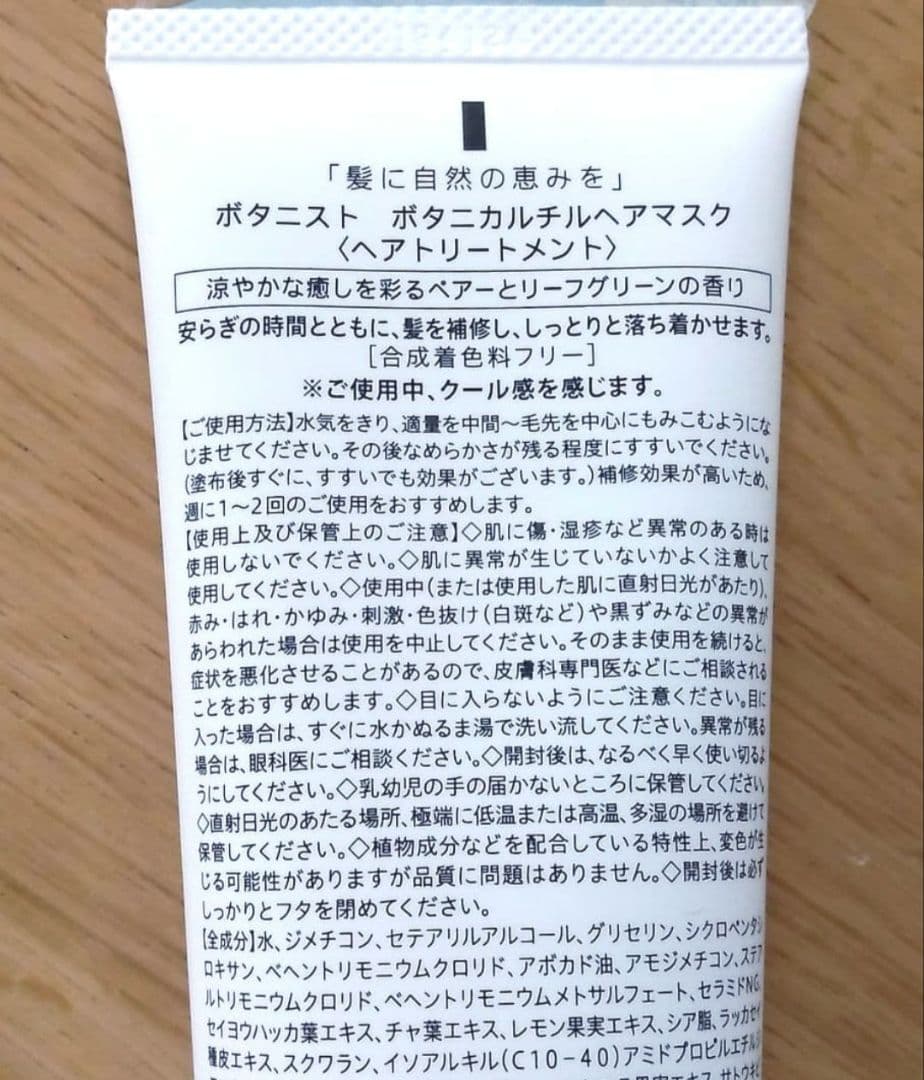 「髪に自然の恵みを」
ボタニスト ボタニカルチルヘアマスク
〈ヘアトリートメント〉
涼やかな癒しを彩るペアーとリーフグリーンの香り
安らぎの時間とともに、髪を補修し、しっとりと落ち着かせます。
［合成着色料フリー］
※ご使用中、クール感を感じます。
【ご使用方法】水気をきり、適量を中間～毛先を中心にもみこむようにな
じませてください。その後なめらかさが残る程度にすすいでください。
(塗布後すぐに、すすいでも効果がございます。)補修効果が高いため、
週に1～2回のご使用をおすすめします。
【使用上及び保管上のご注意】◇肌に傷・湿疹など異常のある時は
使用しないでください。◇肌に異常が生じていないかよく注意して
使用してください。◇使用中(または使用した肌に直射日光があたり)、
赤み・はれ・かゆみ・刺激・色抜け(白斑など)や黒ずみなどの異常が
あらわれた場合は使用を中止してください。そのまま使用を続けると、
症状を悪化させることがあるので、皮膚科専門医などにご相談される
ことをおすすめします。◇目に入らないようにご注意ください。目に
入った場合は、すぐに水かぬるま湯で洗い流してください。異常が残る
場合は、眼科医にご相談ください。◇開封後は、なるべく早く使い切るよ
うにしてください。◇乳幼児の手の届かないところに保管してください。
◇直射日光のあたる場所、極端に低温または高温、多湿の場所を避けて
保管してください。◇植物成分などを配合している特性上、変色が生
じる可能性がありますが品質に問題はありません。◇開封後は必ず
しっかりとフタを閉めてください。
【全成分】水、ジメチコン、セテアリルアルコール、グリセリン、シクロペンタシ
ロキサン、ベヘントリモニウムクロリド、アボカド油、アモジメチコン、ステア
ルトリモニウムクロリド、ベヘントリモニウムメトサルフェート、セラミドNG、
セイヨウハッカ葉エキス、チャ葉エキス、レモン果実エキス、シア脂、ラッカセイ
種皮エキス、スクワラン、イソアルキル(C10-40)アミドプロピルエチルジ